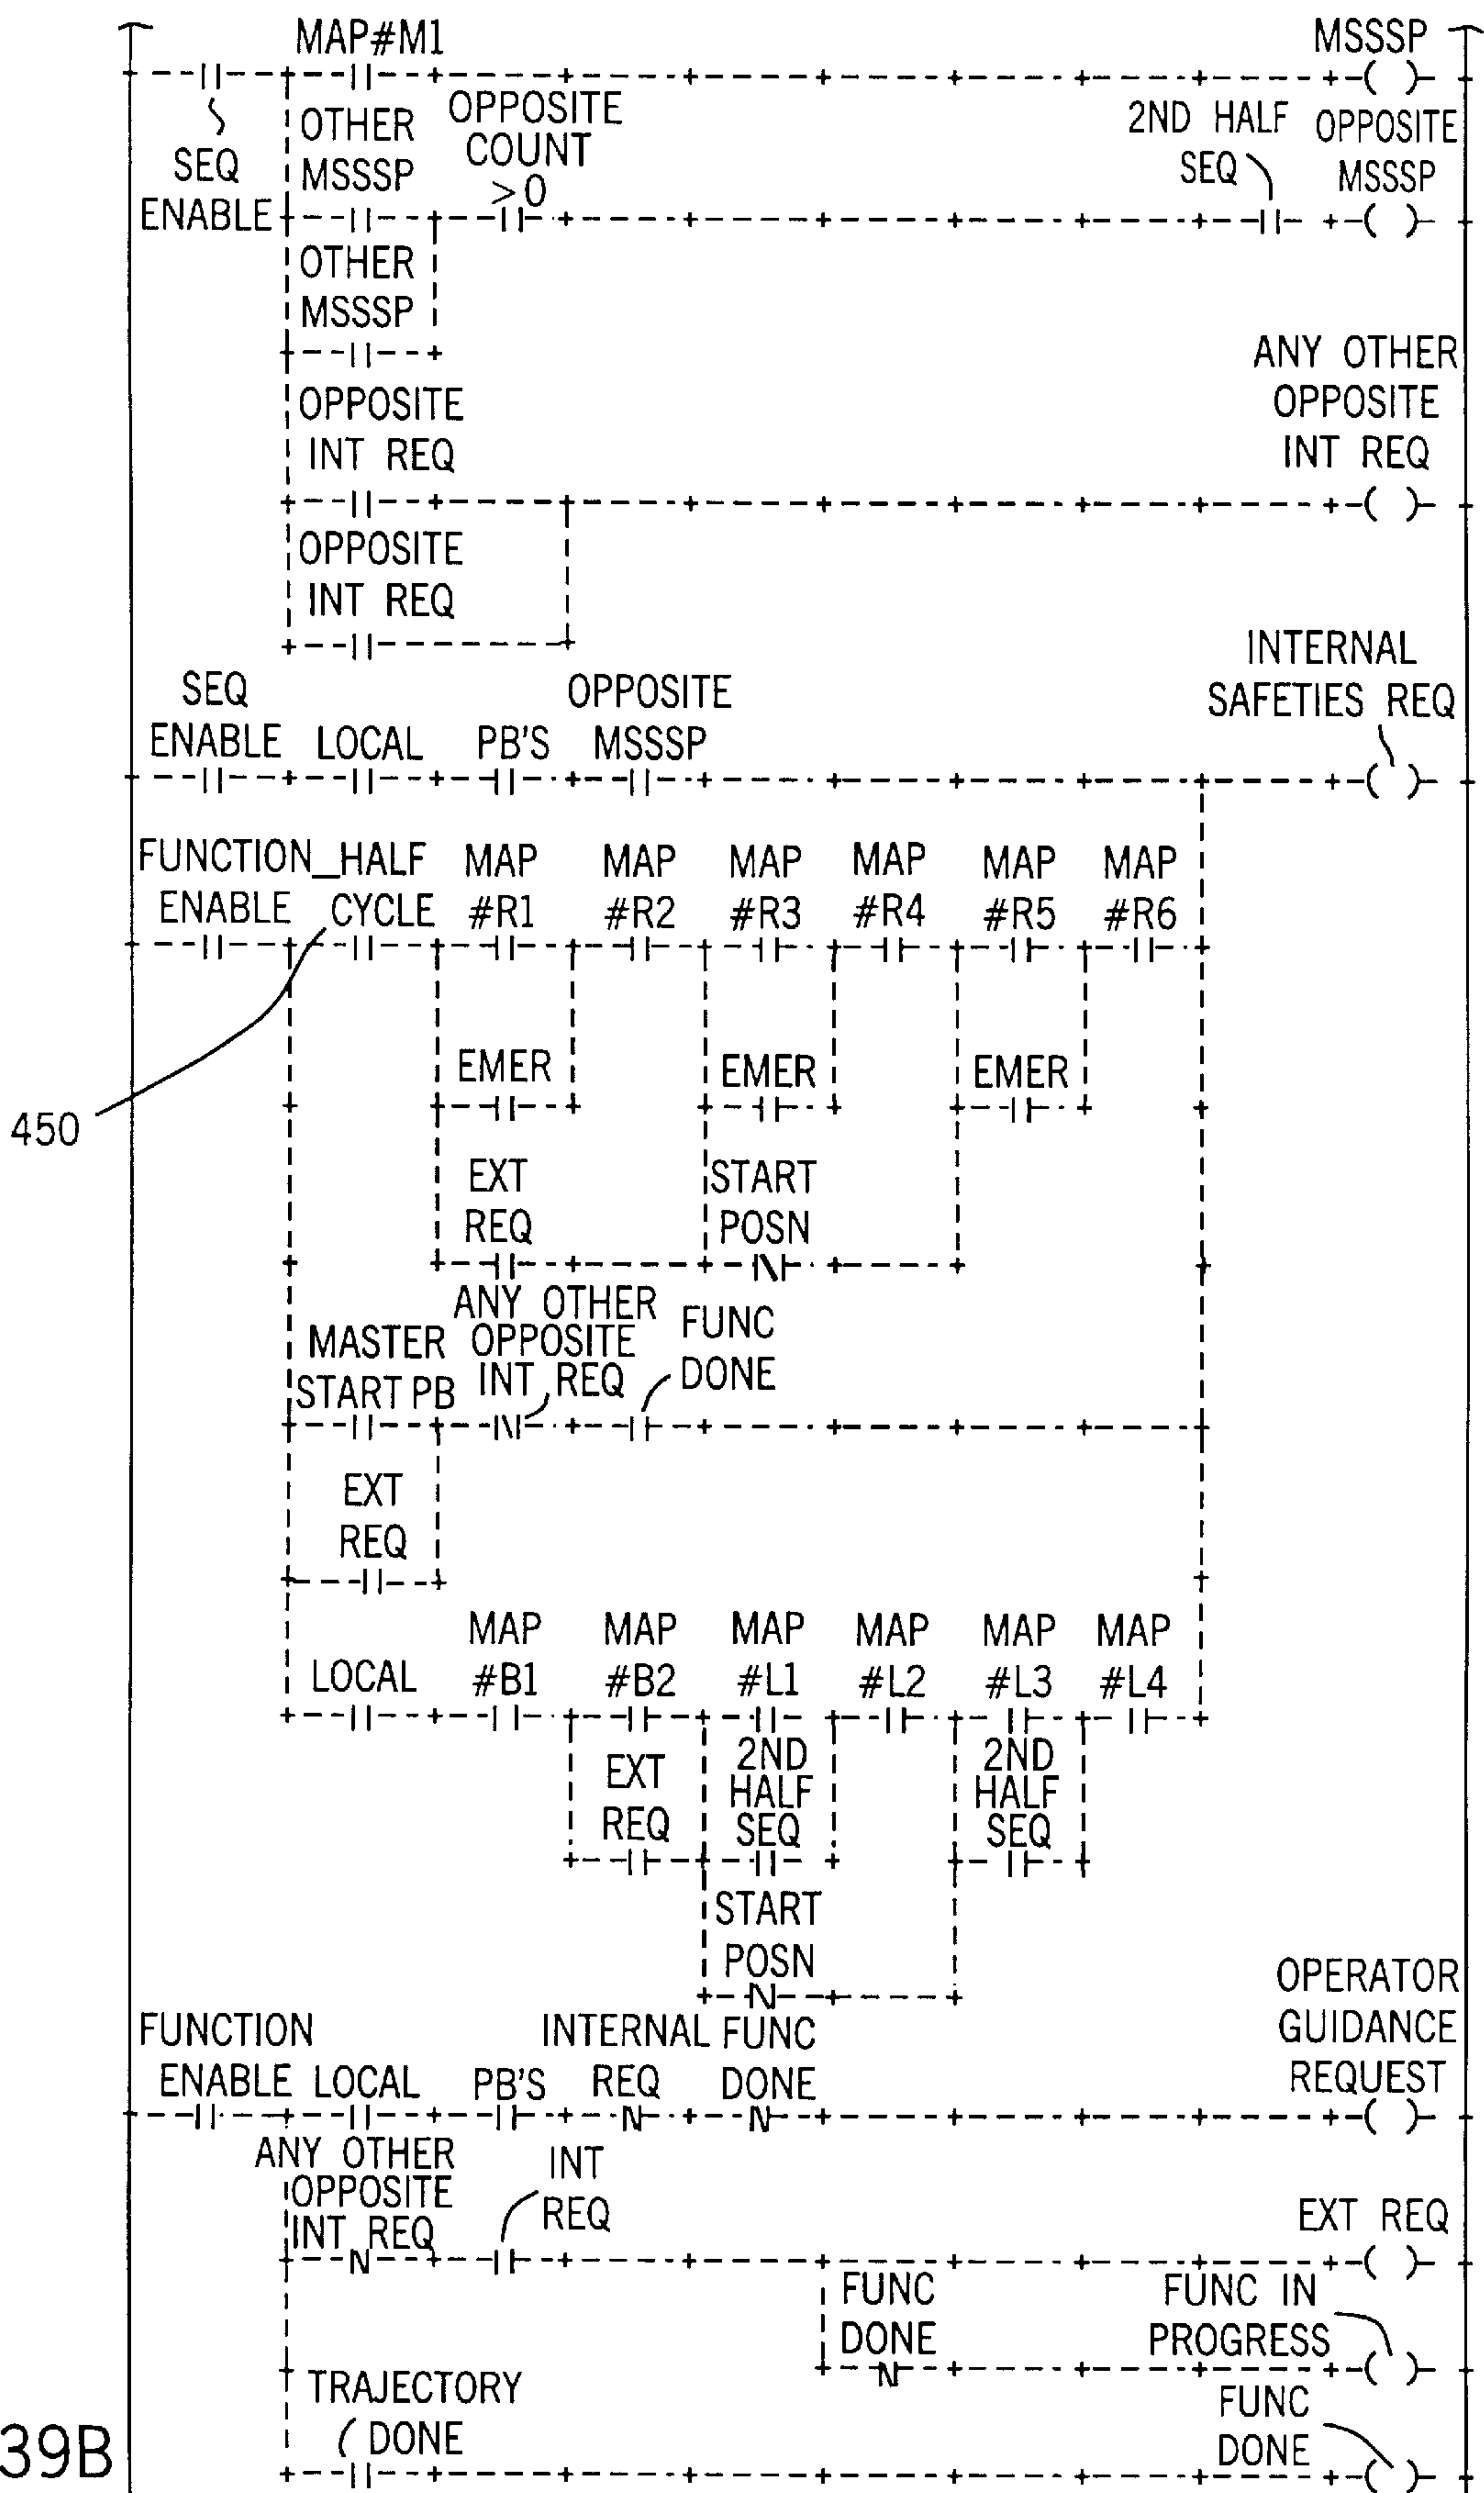 MAP#M1
MSSSP
SEQ
ENABLE
OTHER
MSSSP
OPPOSITE
COUNT
>0
2ND HALF
SEQ
OPPOSITE
MSSSP
OTHER
MSSSP
ANY OTHER
OPPOSITE
INT REQ
OPPOSITE
INT REQ
OPPOSITE
INT REQ
INTERNAL
SAFETIES REQ
SEQ
ENABLE
LOCAL
PB'S
OPPOSITE
MSSSP
FUNCTION_HALF
ENABLE
CYCLE
MAP
#R1
MAP
#R2
MAP
#R3
MAP
#R4
MAP
#R5
MAP
#R6
450
EMER
EMER
EMER
EXT
REQ
START
POSN
MASTER
START PB
ANY OTHER
OPPOSITE
INT REQ
FUNC
DONE
EXT
REQ
LOCAL
MAP
#B1
MAP
#B2
MAP
#L1
MAP
#L2
MAP
#L3
MAP
#L4
EXT
REQ
2ND
HALF
SEQ
2ND
HALF
SEQ
START
POSN
OPERATOR
GUIDANCE
REQUEST
FUNCTION
ENABLE
LOCAL
PB'S
INTERNAL
REQ
FUNC
DONE
ANY OTHER
OPPOSITE
INT REQ
INT
REQ
EXT REQ
FUNC
DONE
FUNC IN
PROGRESS
TRAJECTORY
DONE
FUNC
DONE
39B